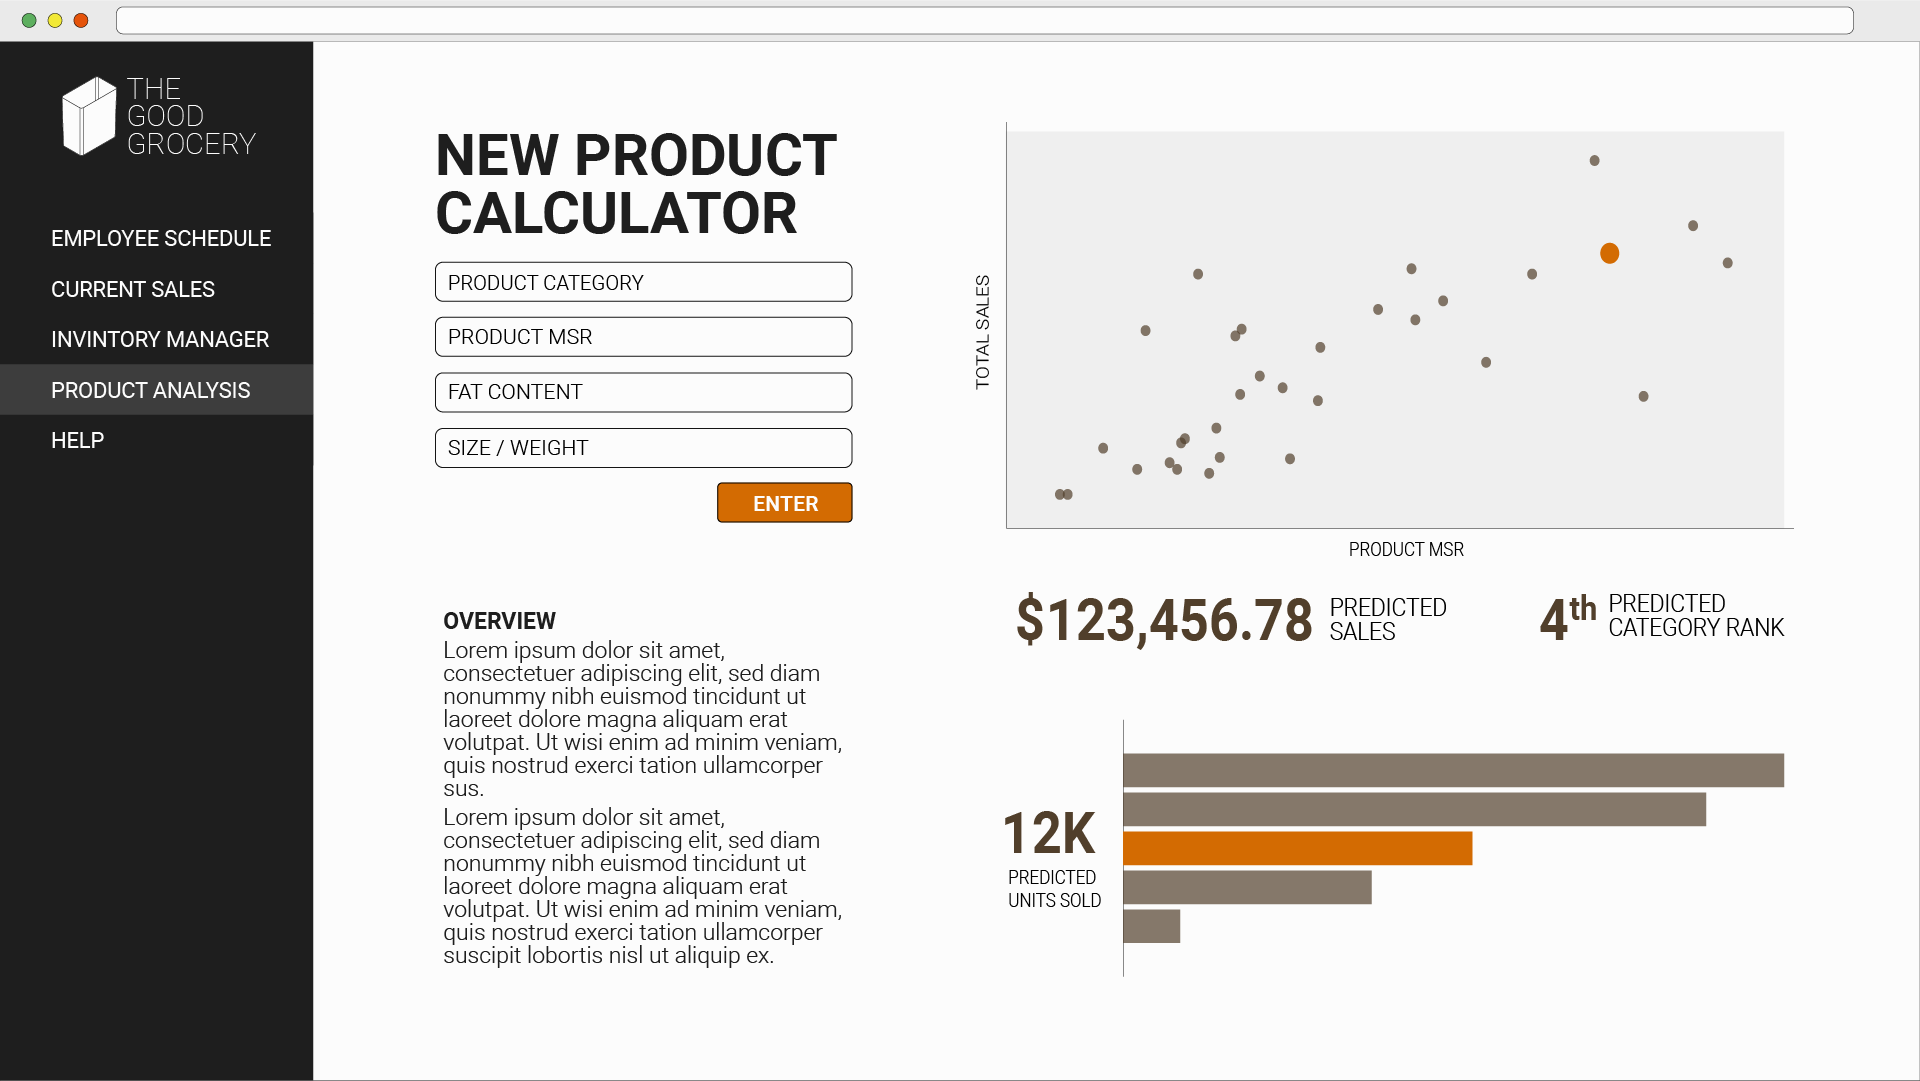 THE
GOOD
GROCERY
EMPLOYEE SCHEDULE
CURRENT SALES
INVINTORY MANAGER
PRODUCT ANALYSIS
HELP
NEW PRODUCT
CALCULATOR
PRODUCT CATEGORY
PRODUCT MSR
FAT CONTENT
SIZE / WEIGHT
ENTER
OVERVIEW
Lorem ipsum dolor sit amet,
consectetuer adipiscing elit, sed diam
nonummy nibh euismod tincidunt ut
laoreet dolore magna aliquam erat
volutpat. Ut wisi enim ad minim veniam,
quis nostrud exerci tation ullamcorper
sus.
Lorem ipsum dolor sit amet,
consectetuer adipiscing elit, sed diam
nonummy nibh euismod tincidunt ut
laoreet dolore magna aliquam erat
volutpat. Ut wisi enim ad minim veniam,
quis nostrud exerci tation ullamcorper
suscipit lobortis nisl ut aliquip ex.
TOTAL SALES
PRODUCT MSR
$123,456.78
PREDICTED
SALES
4th
PREDICTED
CATEGORY RANK
12K
PREDICTED
UNITS SOLD